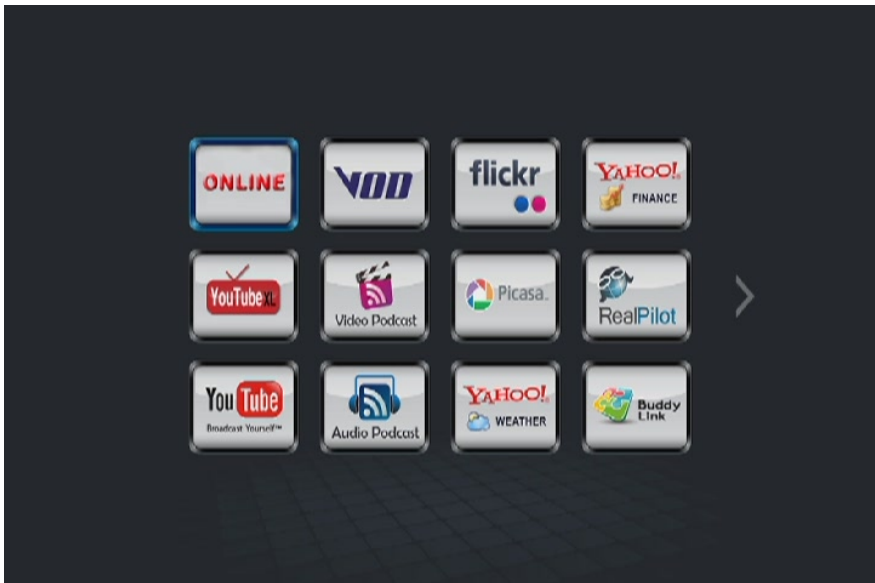 ONLINE
VOD
flickr
YAHOO!
FINANCE
YouTube XL
Video Podcast
Picasa™
RealPilot
You Tube
Broadcast Yourself™
Audio Podcast
YAHOO!
WEATHER
Buddy
Link